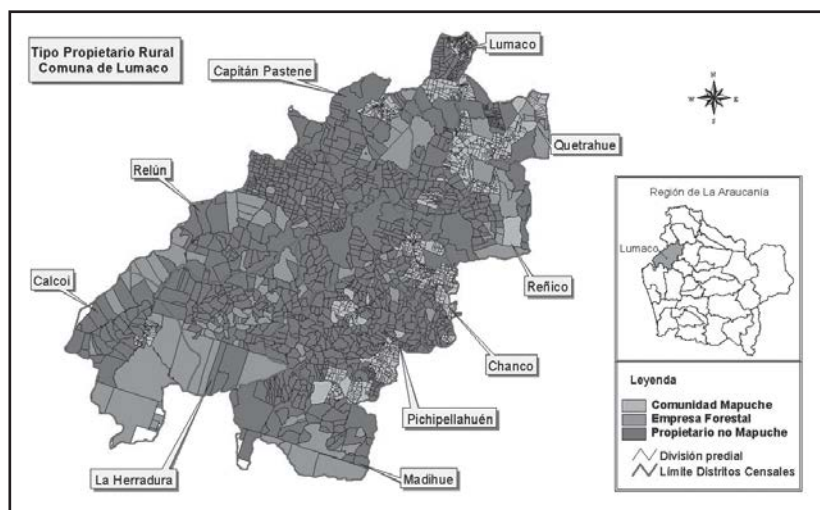 Tipo Propietario Rural
Comuna de Lumaco
Lumaco
Capitán Pastene
N
W
E
S
Quetrahue
Relún
Región de La Araucanía
Lumaco
Calcoi
Reñico
Chanco
Pichipellahuén
La Herradura
Madihue
Leyenda
Comunidad Mapuche
Empresa Forestal
Propietario no Mapuche
División predial
Límite Distritos Censales